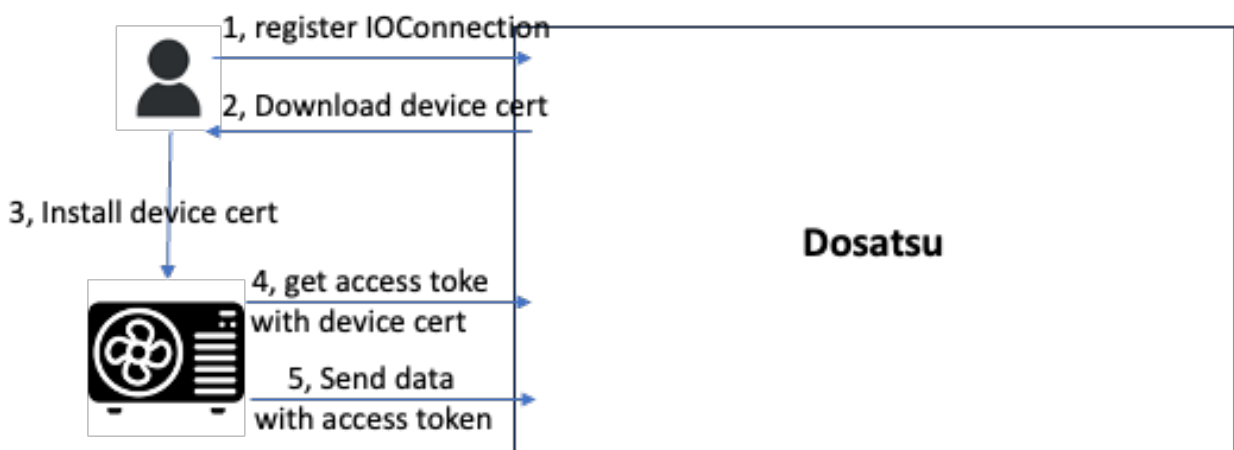 1, register IOConnection
2, Download device cert
3, Install device cert
Dosatsu
4, get access toke
with device cert
5, Send data
with access token